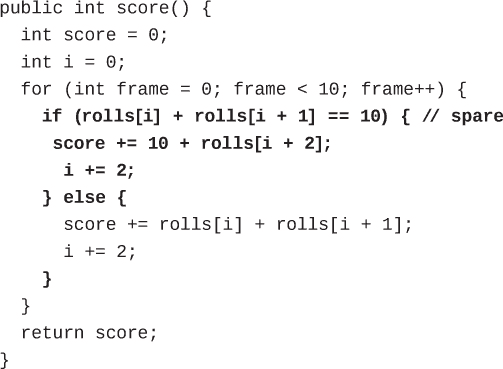 public int score() {
  int score = 0;
  int i = 0;
  for (int frame = 0; frame < 10; frame++) {
    if (rolls[i] + rolls[i + 1] == 10) { // spare
     score += 10 + rolls[i + 2];
      i += 2;
    } else {
      score += rolls[i] + rolls[i + 1];
      i += 2;
    }
  }
  return score;
}